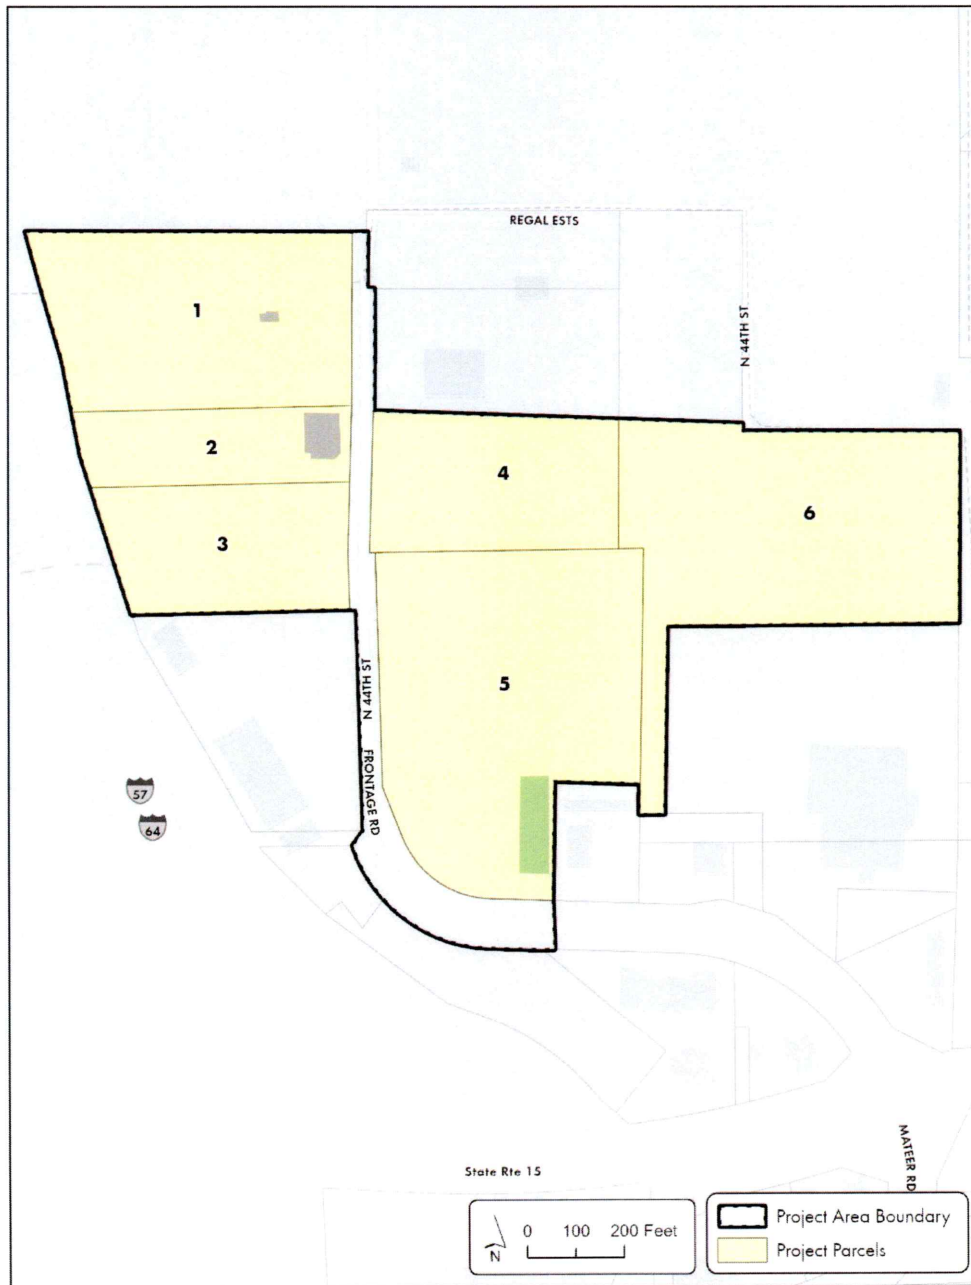 REGAL ESTS
1
N 44TH ST
2
4
6
3
5
N 44TH ST
FRONTAGE RD
57
64
MATEER RD
State Rte 15
N
0 100 200 Feet
Project Area Boundary
Project Parcels